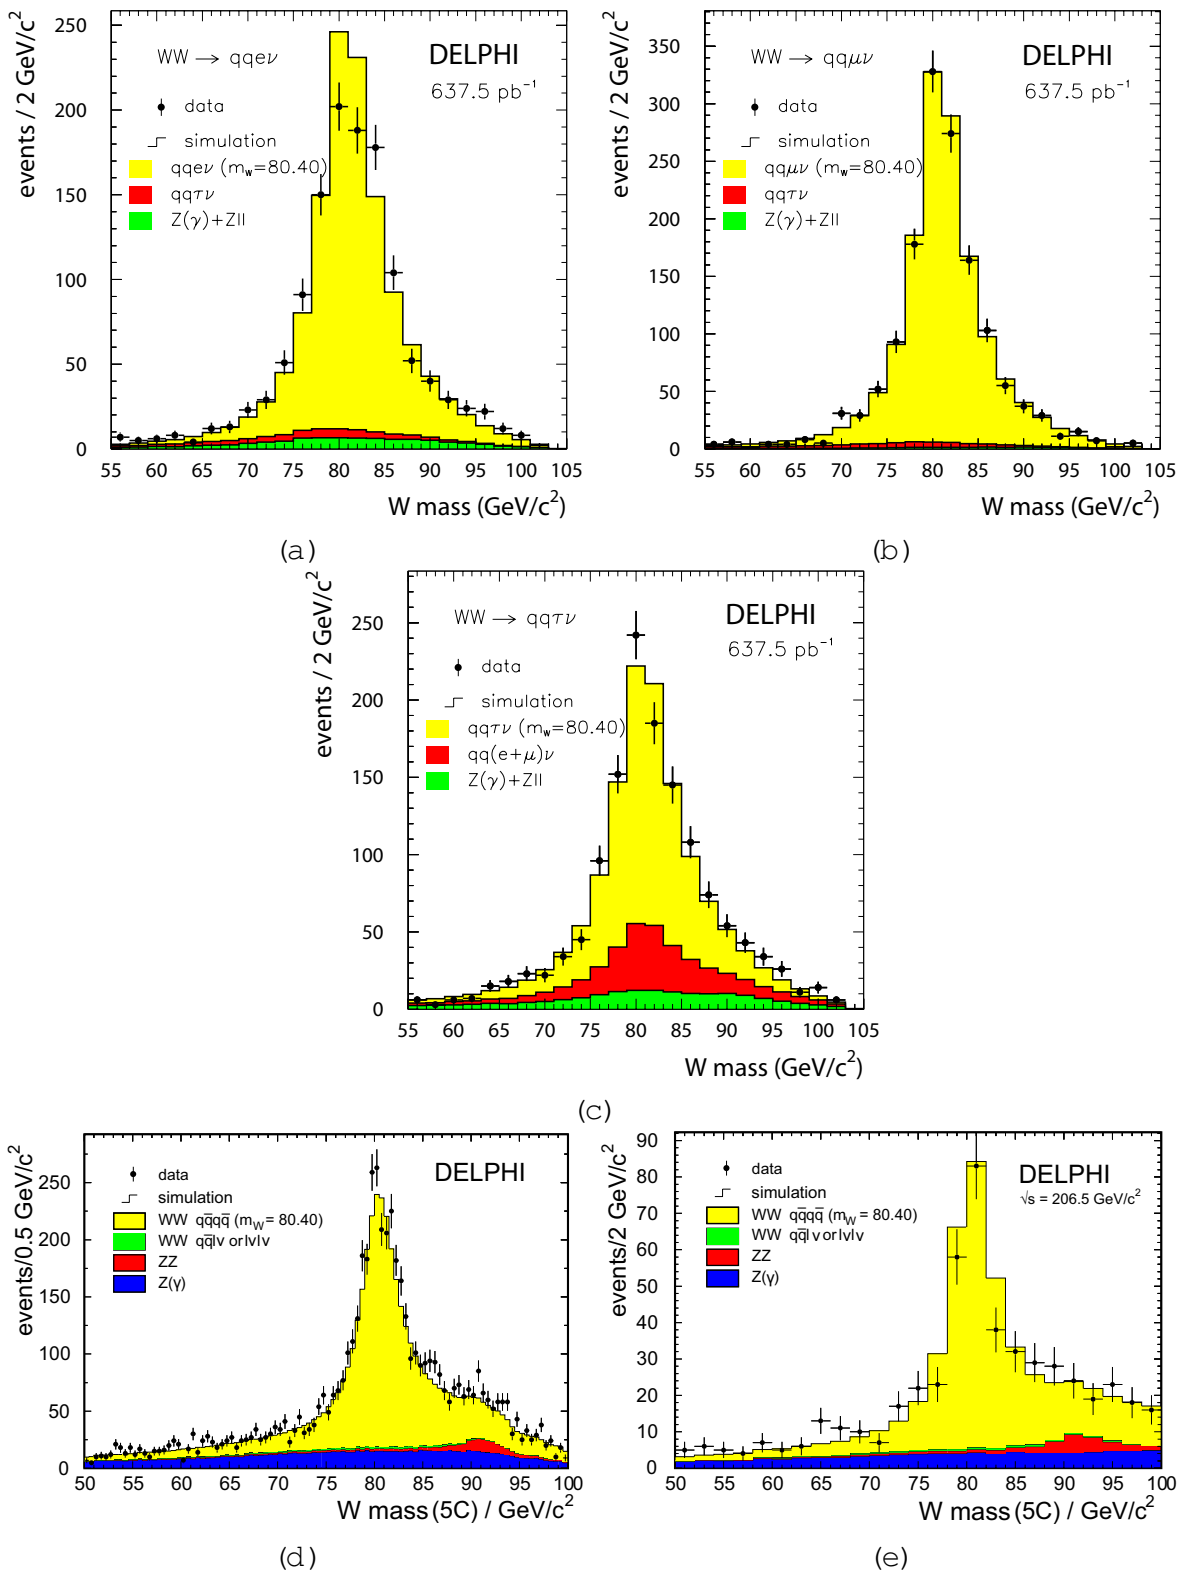 events / 2 GeV/c²
250
200
150
100
50
0
WW → qqeν
DELPHI
637.5 pb⁻¹
data
simulation
qqeν (m_w=80.40)
qqτν
Z(γ)+Zll
55 60 65 70 75 80 85 90 95 100 105
W mass (GeV/c²)
(a)
events / 2 GeV/c²
350
300
250
200
150
100
50
0
WW → qqμν
DELPHI
637.5 pb⁻¹
data
simulation
qqμν (m_w=80.40)
qqτν
Z(γ)+Zll
55 60 65 70 75 80 85 90 95 100 105
W mass (GeV/c²)
(b)
events / 2 GeV/c²
250
200
150
100
50
0
WW → qqτν
DELPHI
637.5 pb⁻¹
data
simulation
qqτν (m_w=80.40)
qq(e+μ)ν
Z(γ)+Zll
55 60 65 70 75 80 85 90 95 100 105
W mass (GeV/c²)
(c)
events/0.5 GeV/c²
250
200
150
100
50
0
data
DELPHI
simulation
WW qq̄qq̄ (m_W = 80.40)
WW qq̄lν or lνlν
ZZ
Z(γ)
50 55 60 65 70 75 80 85 90 95 100
W mass (5C) / GeV/c²
(d)
events/2 GeV/c²
90
80
70
60
50
40
30
20
10
0
data
DELPHI
simulation
√s = 206.5 GeV/c²
WW qq̄qq̄ (m_W = 80.40)
WW qq̄lν or lνlν
ZZ
Z(γ)
50 55 60 65 70 75 80 85 90 95 100
W mass (5C) / GeV/c²
(e)